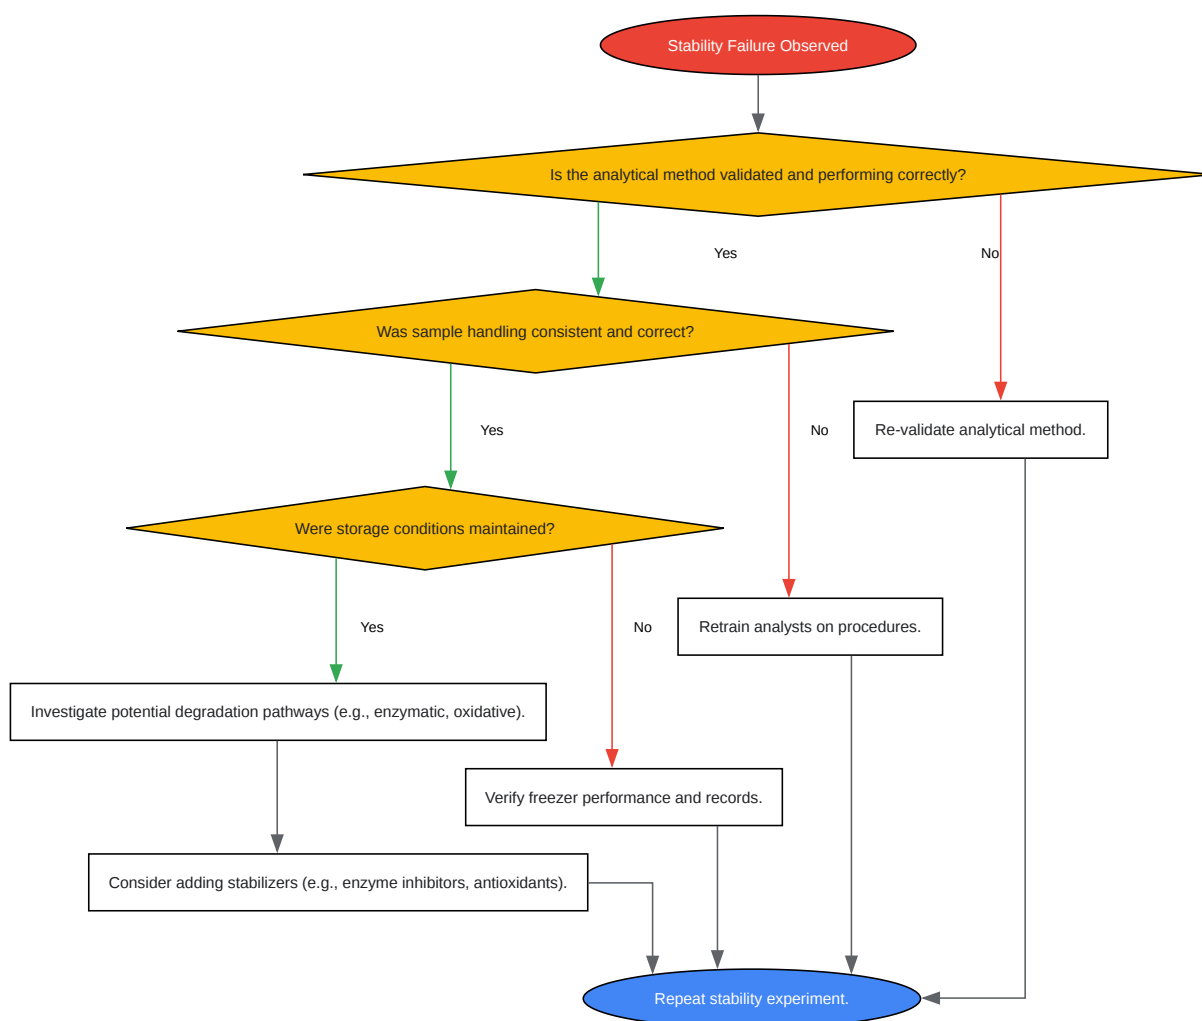 Stability Failure Observed
Is the analytical method validated and performing correctly?
Yes
No
Was sample handling consistent and correct?
Yes
No
Re-validate analytical method.
Were storage conditions maintained?
Yes
No
Retrain analysts on procedures.
Investigate potential degradation pathways (e.g., enzymatic, oxidative).
Verify freezer performance and records.
Consider adding stabilizers (e.g., enzyme inhibitors, antioxidants).
Repeat stability experiment.